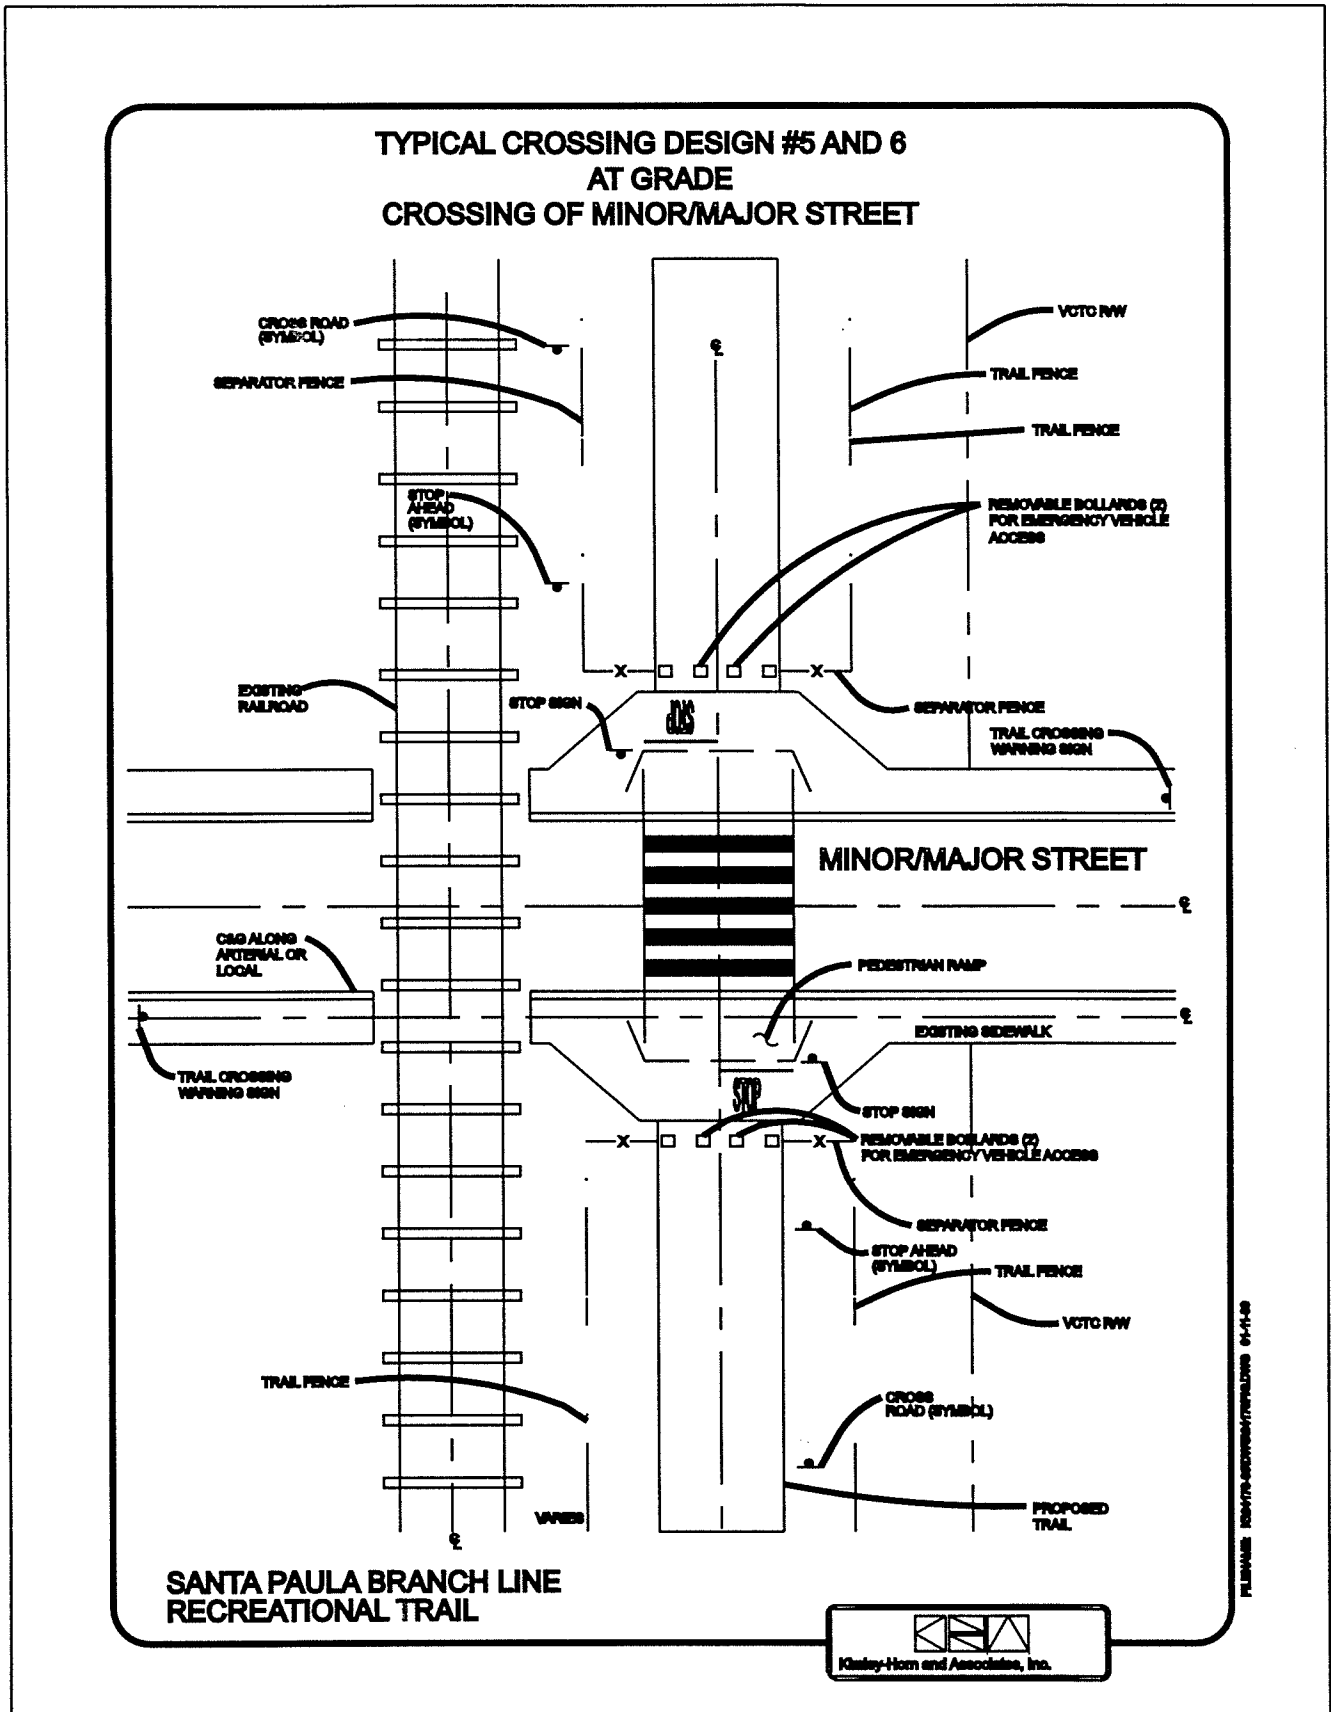 TYPICAL CROSSING DESIGN #5 AND 6
AT GRADE
CROSSING OF MINOR/MAJOR STREET
CROSS ROAD
(SYMBOL)
VCTC R/W
℄
SEPARATOR FENCE
TRAIL FENCE
TRAIL FENCE
STOP
AHEAD
(SYMBOL)
REMOVABLE BOLLARDS (2)
FOR EMERGENCY VEHICLE
ACCESS
X
X
EXISTING
RAILROAD
STOP SIGN
STOP
SEPARATOR FENCE
TRAIL CROSSING
WARNING SIGN
MINOR/MAJOR STREET
℄
C&G ALONG
ARTERIAL OR
LOCAL
PEDESTRIAN RAMP
℄
EXISTING SIDEWALK
TRAIL CROSSING
WARNING SIGN
STOP
STOP SIGN
X
X
REMOVABLE BOLLARDS (2)
FOR EMERGENCY VEHICLE ACCESS
SEPARATOR FENCE
STOP AHEAD
(SYMBOL)
TRAIL FENCE
VCTC R/W
TRAIL FENCE
CROSS
ROAD (SYMBOL)
VARIES
PROPOSED
TRAIL
℄
SANTA PAULA BRANCH LINE
RECREATIONAL TRAIL
Kimley-Horn and Associates, Inc.
FILENAME: 01-11-99